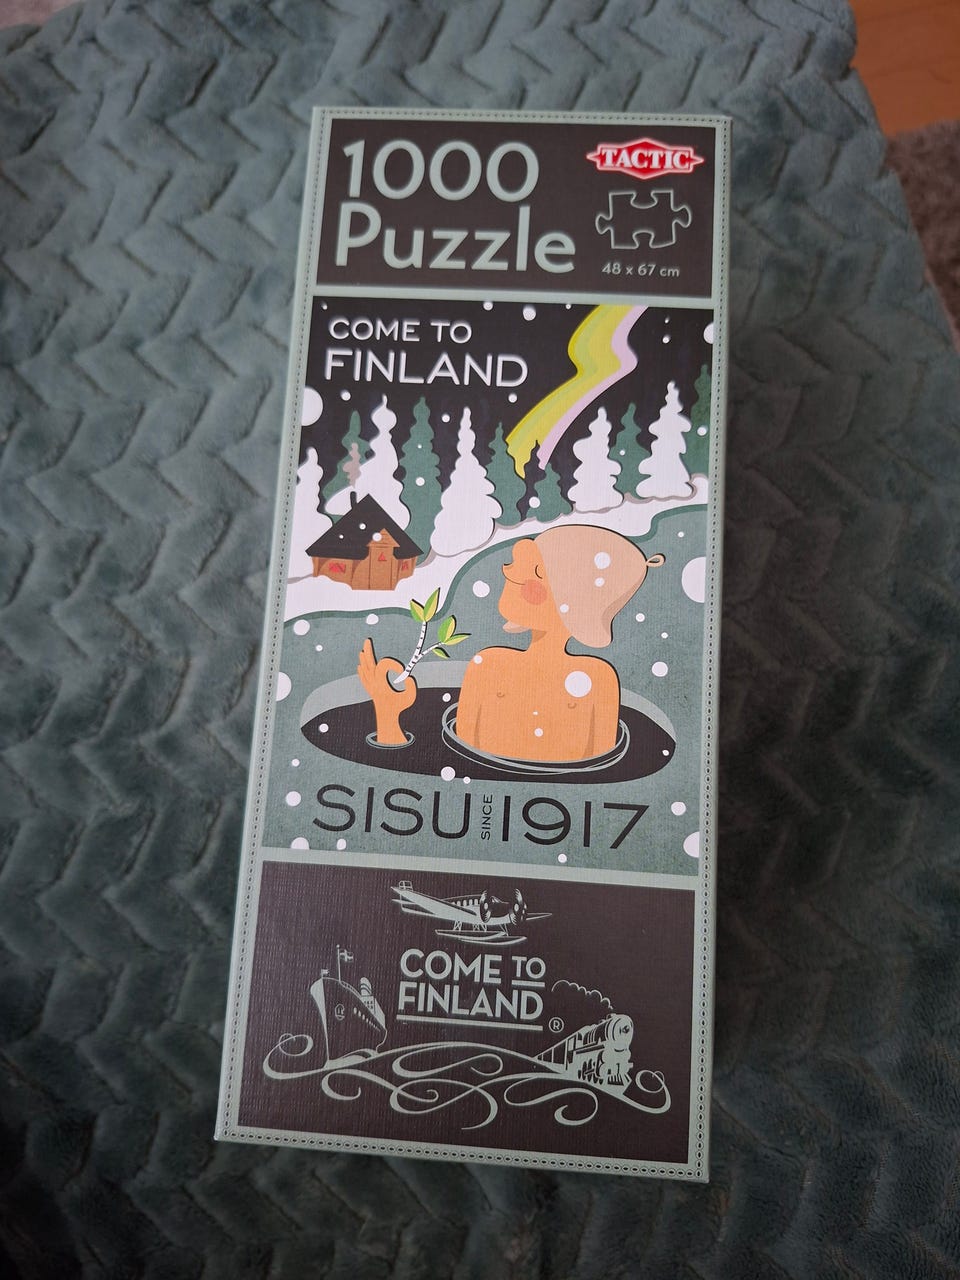 1000
Puzzle
TACTIC
48 x 67 cm
COME TO
FINLAND
SISU SINCE 1917
COME TO
FINLAND ®